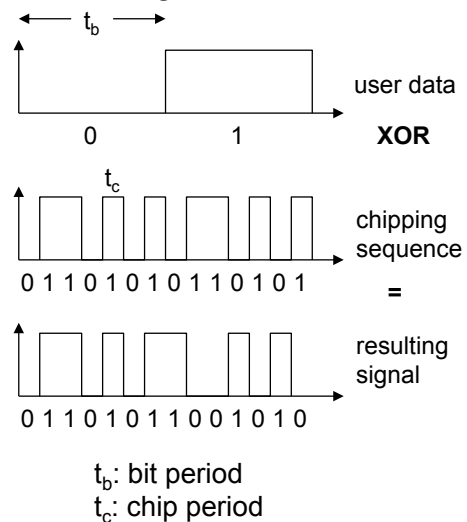 t_b
user data
0 1 XOR
t_c
chipping
sequence
0 1 1 0 1 0 1 0 1 1 0 1 0 1 =
resulting
signal
0 1 1 0 1 0 1 1 0 0 1 0 1 0
t_b: bit period
t_c: chip period